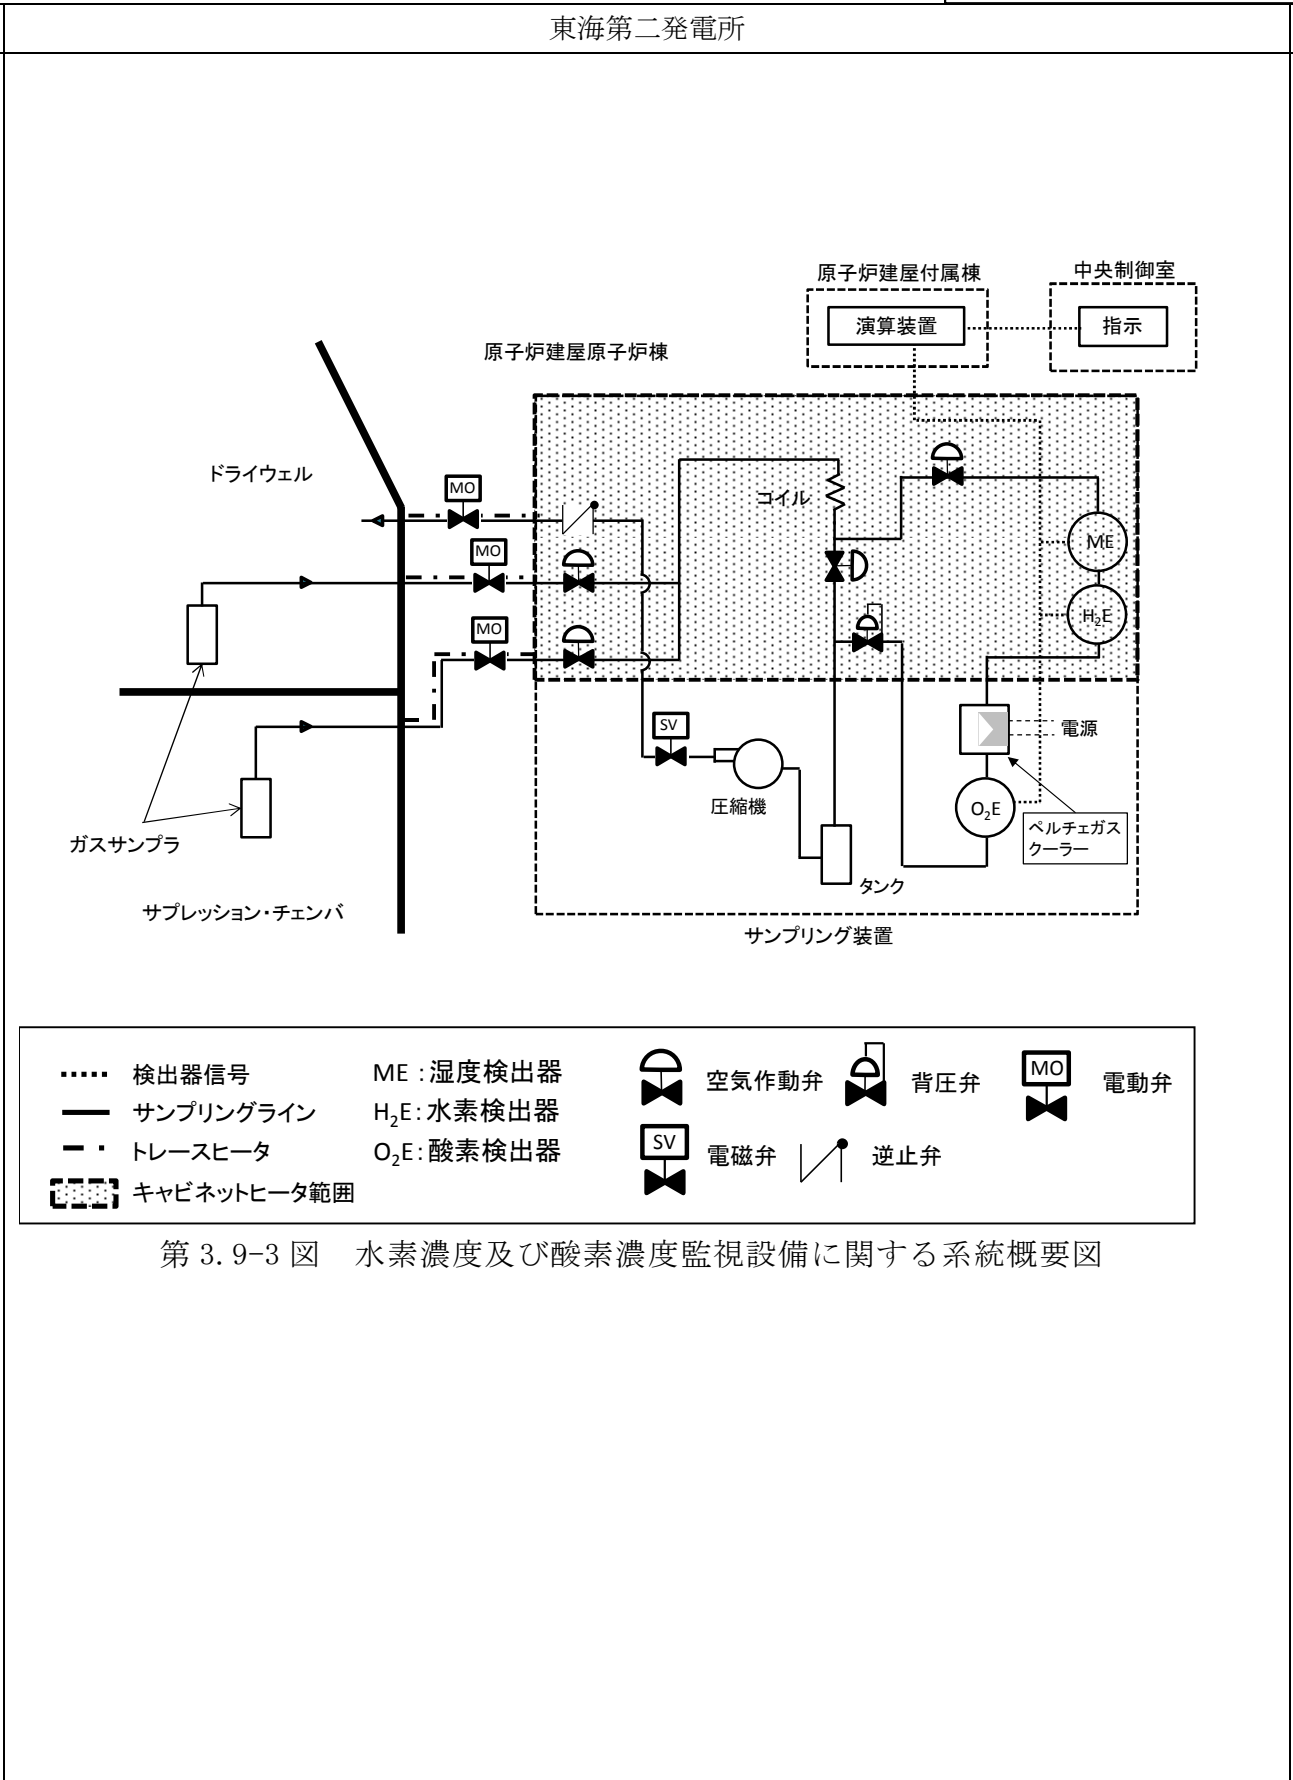 東海第二発電所
原子炉建屋付属棟
中央制御室
演算装置
指示
原子炉建屋原子炉棟
ドライウェル
MO
コイル
MO
ME
H₂E
MO
SV
電源
圧縮機
O₂E
ペルチェガス
クーラー
ガスサンプラ
タンク
サプレッション・チェンバ
サンプリング装置
検出器信号
サンプリングライン
トレースヒータ
キャビネットヒータ範囲
ME:湿度検出器
H₂E:水素検出器
O₂E:酸素検出器
空気作動弁
背圧弁
MO
電動弁
SV
電磁弁
逆止弁
第 3.9-3 図 水素濃度及び酸素濃度監視設備に関する系統概要図